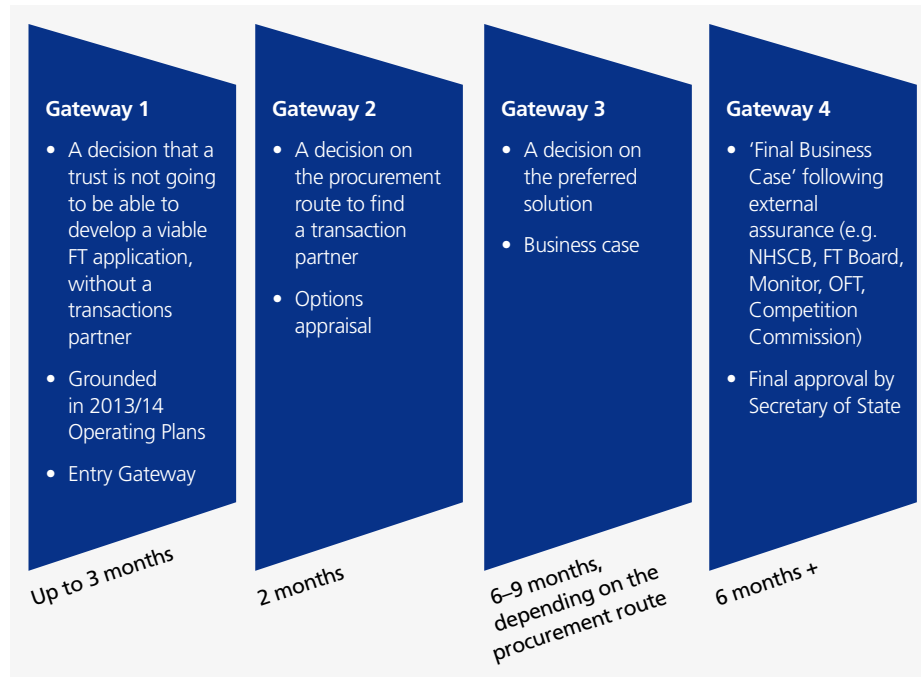 Gateway 1
• A decision that a
trust is not going
to be able to
develop a viable
FT application,
without a
transactions
partner
• Grounded
in 2013/14
Operating Plans
• Entry Gateway
Up to 3 months
Gateway 2
• A decision on
the procurement
route to find
a transaction
partner
• Options
appraisal
2 months
Gateway 3
• A decision on
the preferred
solution
• Business case
6–9 months,
depending on the
procurement route
Gateway 4
• ‘Final Business
Case’ following
external
assurance (e.g.
NHSCB, FT Board,
Monitor, OFT,
Competition
Commission)
• Final approval by
Secretary of State
6 months +